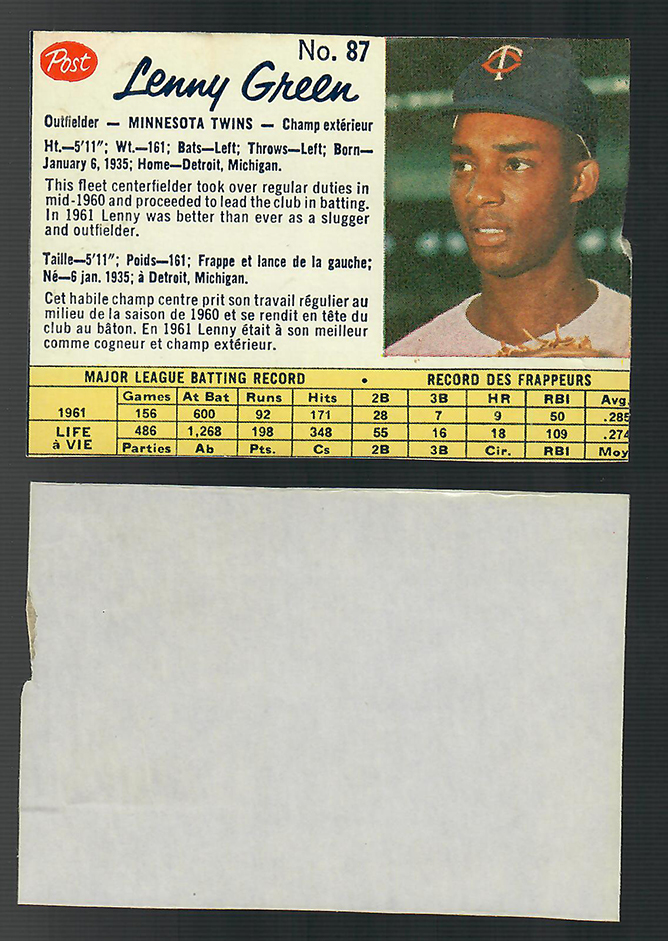 Post
No. 87
Lenny Green
Outfielder — MINNESOTA TWINS — Champ extérieur
Ht.—5'11"; Wt.—161; Bats—Left; Throws—Left; Born—
January 6, 1935; Home—Detroit, Michigan.
This fleet centerfielder took over regular duties in
mid-1960 and proceeded to lead the club in batting.
In 1961 Lenny was better than ever as a slugger
and outfielder.
Taille—5'11"; Poids—161; Frappe et lance de la gauche;
Né—6 jan. 1935; à Detroit, Michigan.
Cet habile champ centre prit son travail régulier au
milieu de la saison de 1960 et se rendit en tête du
club au bâton. En 1961 Lenny était à son meilleur
comme cogneur et champ extérieur.
TC
MAJOR LEAGUE BATTING RECORD • RECORD DES FRAPPEURS
Games At Bat Runs Hits 2B 3B HR RBI Avg.
1961 156 600 92 171 28 7 9 50 .285
LIFE à VIE 486 1,268 198 348 55 16 18 109 .274
Parties Ab Pts. Cs 2B 3B Cir. RBI Moy